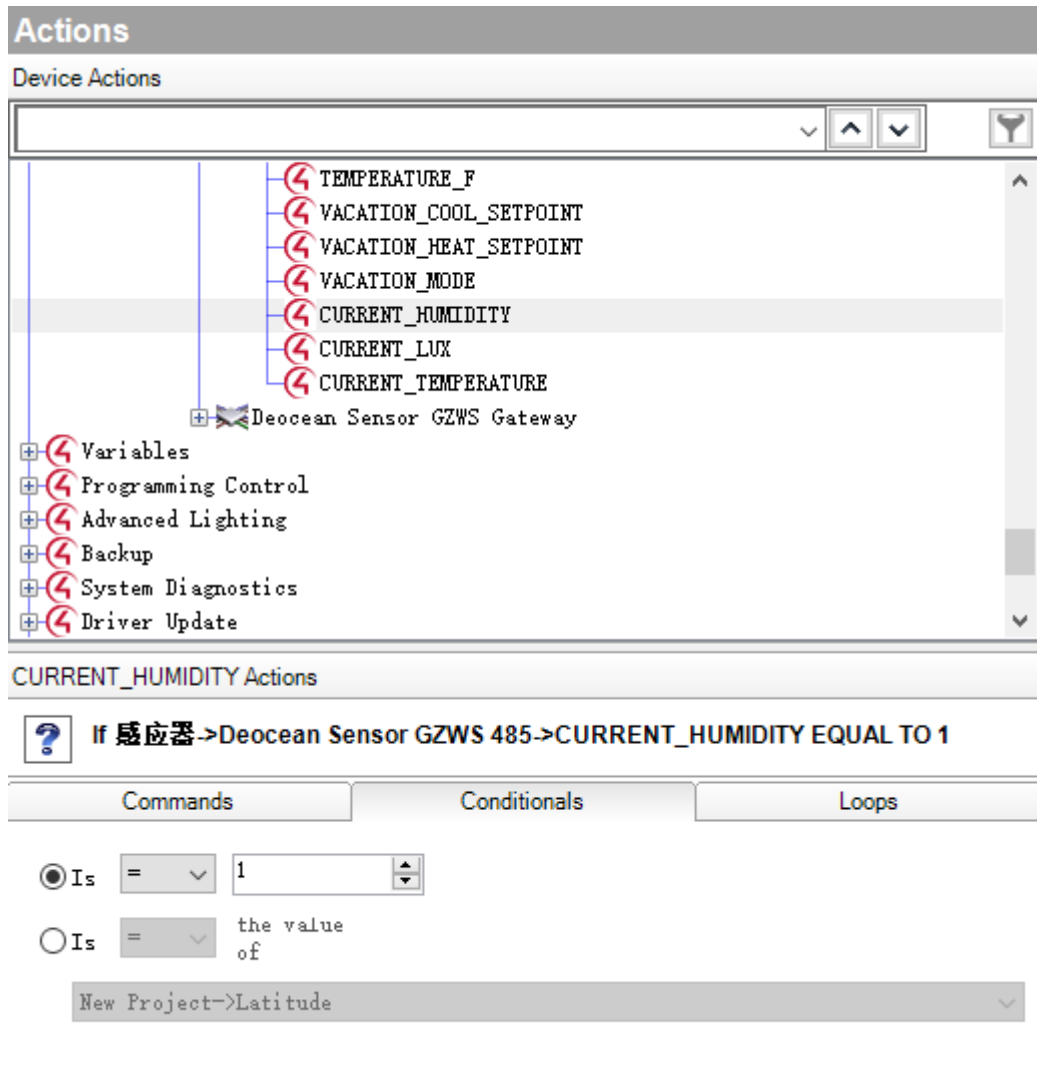 Actions
Device Actions
TEMPERATURE_F
VACATION_COOL_SETPOINT
VACATION_HEAT_SETPOINT
VACATION_MODE
CURRENT_HUMIDITY
CURRENT_LUX
CURRENT_TEMPERATURE
Deocean Sensor GZWS Gateway
Variables
Programming Control
Advanced Lighting
Backup
System Diagnostics
Driver Update
CURRENT_HUMIDITY Actions
If 感应器->Deocean Sensor GZWS 485->CURRENT_HUMIDITY EQUAL TO 1
Commands Conditionals Loops
Is = 1
Is = the value
of
New Project->Latitude